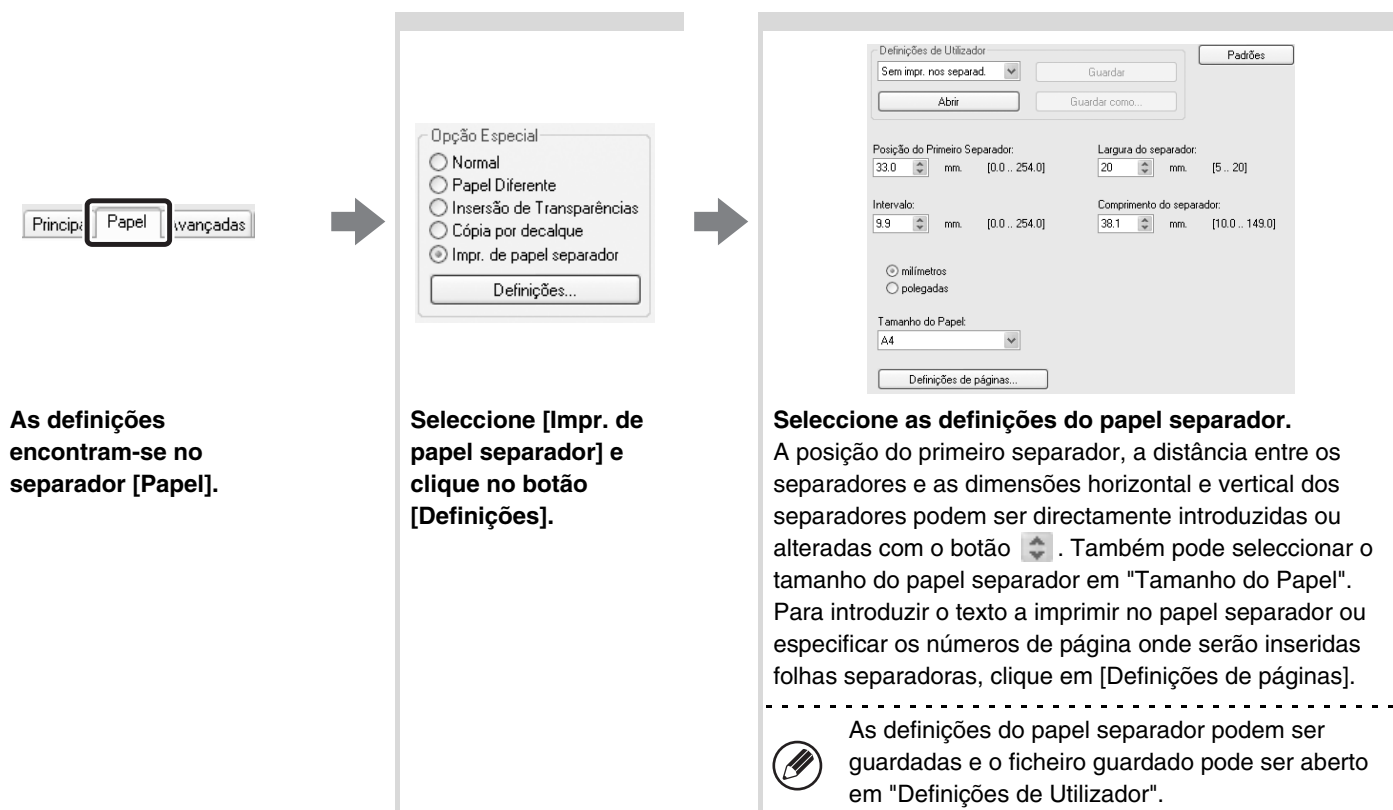 Principa
Papel
Avançadas
As definições
encontram-se no
separador [Papel].
Opção Especial
Normal
Papel Diferente
Insersão de Transparências
Cópia por decalque
Impr. de papel separador
Definições...
Seleccione [Impr. de
papel separador] e
clique no botão
[Definições].
Definições de Utilizador
Padrões
Sem impr. nos separad.
Guardar
Abrir
Guardar como...
Posição do Primeiro Separador:
Largura do separador:
33.0 mm. [0.0 .. 254.0]
20 mm. [5 .. 20]
Intervalo:
Comprimento do separador:
9.9 mm. [0.0 .. 254.0]
38.1 mm. [10.0 .. 149.0]
milímetros
polegadas
Tamanho do Papel:
A4
Definições de páginas...
Seleccione as definições do papel separador.
A posição do primeiro separador, a distância entre os
separadores e as dimensões horizontal e vertical dos
separadores podem ser directamente introduzidas ou
alteradas com o botão . Também pode seleccionar o
tamanho do papel separador em "Tamanho do Papel".
Para introduzir o texto a imprimir no papel separador ou
especificar os números de página onde serão inseridas
folhas separadoras, clique em [Definições de páginas].
As definições do papel separador podem ser
guardadas e o ficheiro guardado pode ser aberto
em "Definições de Utilizador".